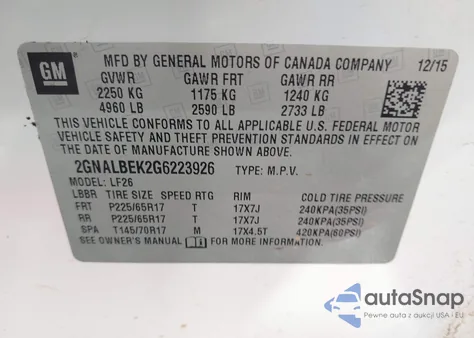 GM
MFD BY GENERAL MOTORS OF CANADA COMPANY 12/15
GVWR GAWR FRT GAWR RR
2250 KG 1175 KG 1240 KG
4960 LB 2590 LB 2733 LB
THIS VEHICLE CONFORMS TO ALL APPLICABLE U.S. FEDERAL MOTOR
VEHICLE SAFETY AND THEFT PREVENTION STANDARDS IN EFFECT ON
THE DATE OF MANUFACTURE SHOWN ABOVE.
2GNALBEK2G6223926 TYPE: M.P.V.
MODEL: LF26
LBBR TIRE SIZE SPEED RTG RIM COLD TIRE PRESSURE
FRT P225/65R17 T 17X7J 240KPA(35PSI)
RR P225/65R17 T 17X7J 240KPA(35PSI)
SPA T145/70R17 M 17X4.5T 420KPA(60PSI)
SEE OWNER'S MANUAL FOR MORE INFORMATION
autoSnap
Pewne auta z aukcji USA i EU